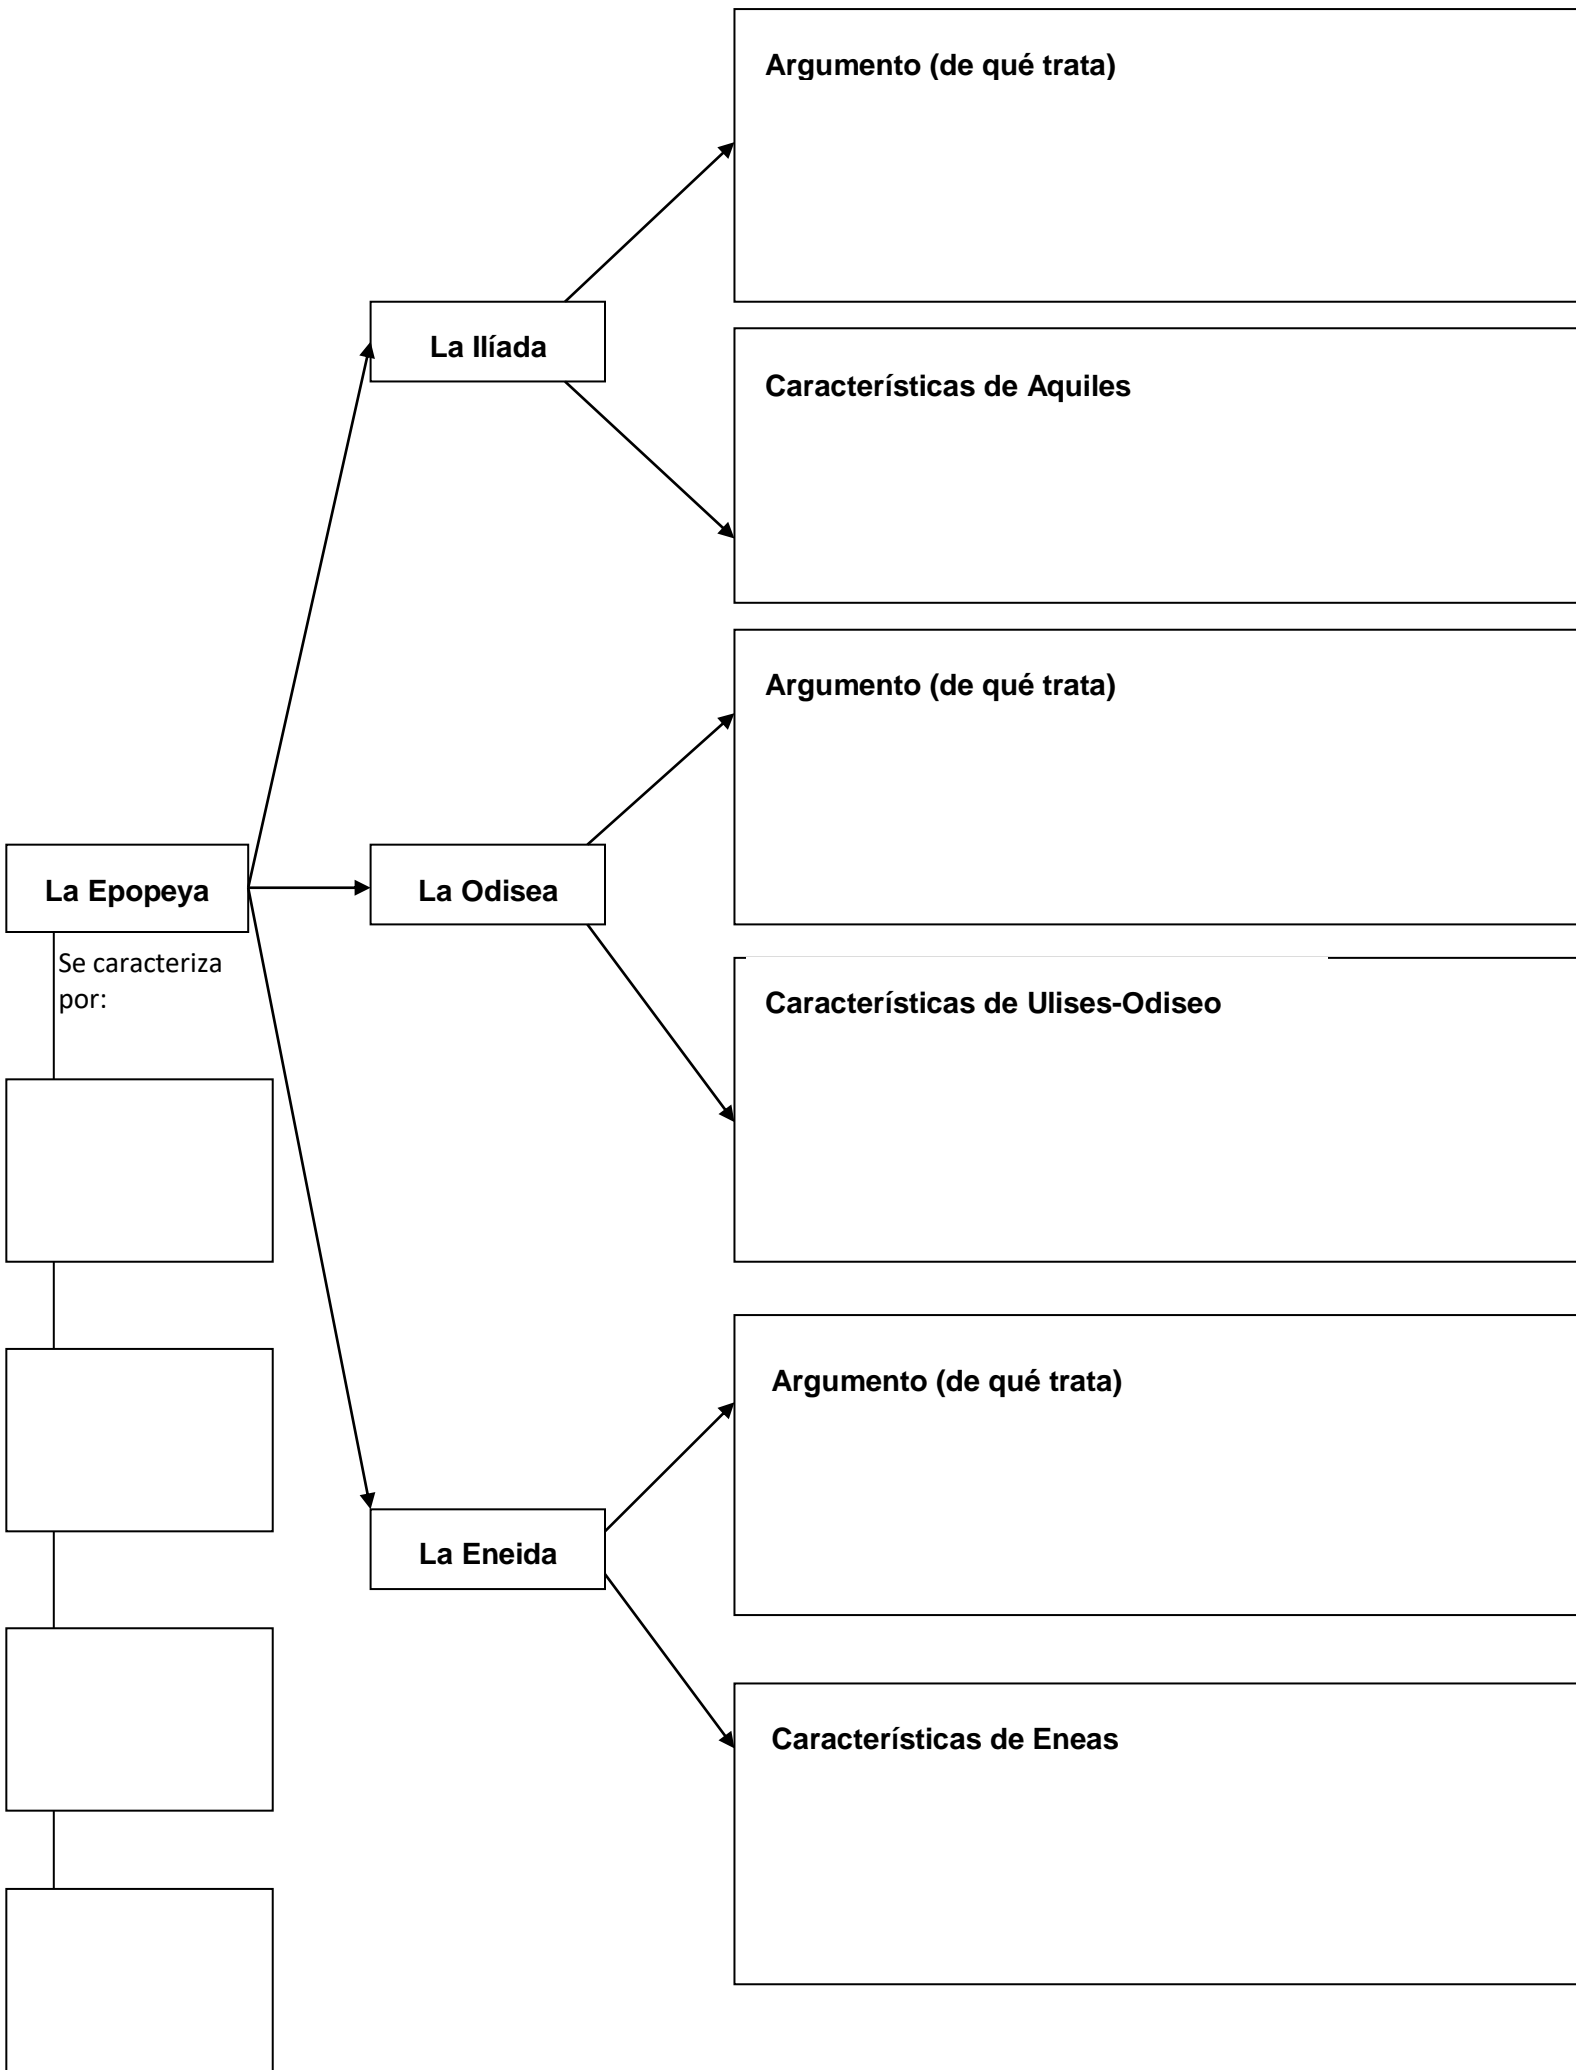 Argumento (de qué trata)
La Ilíada
Características de Aquiles
Argumento (de qué trata)
La Epopeya
La Odisea
Se caracteriza
por:
Características de Ulises-Odiseo
Argumento (de qué trata)
La Eneida
Características de Eneas